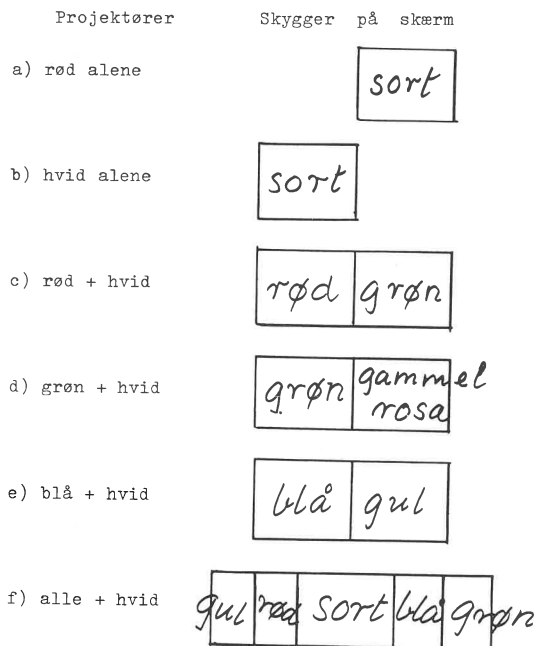 Projektører Skygger på skærm
a) rød alene sort
b) hvid alene sort
c) rød + hvid rød grøn
d) grøn + hvid grøn gammel rosa
e) blå + hvid blå gul
f) alle + hvid gul rød sort blå grøn